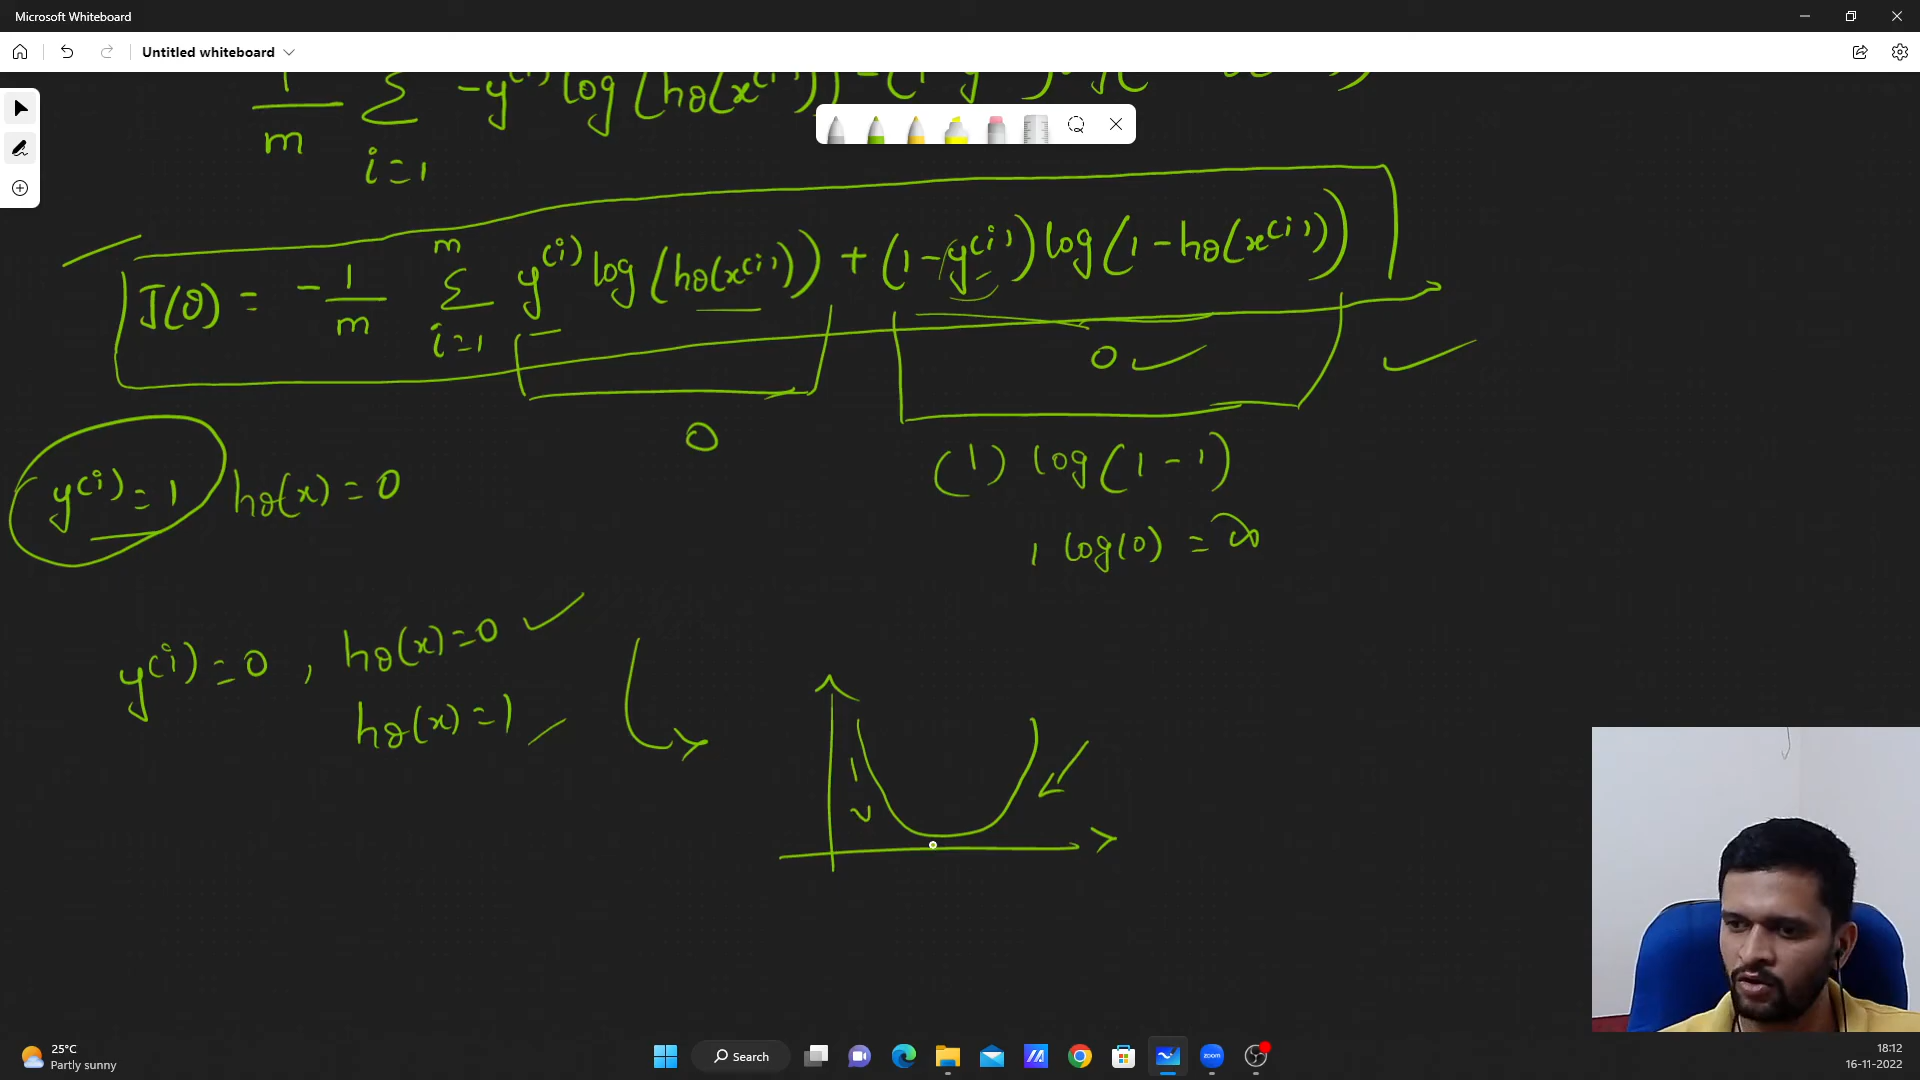 Microsoft Whiteboard
Untitled whiteboard
1/m Σ i=1 -y log(hθ(x
J(θ) = -1/m Σ i=1 m y^(i) log(hθ(x^(i))) + (1-y^(i)) log(1-hθ(x^(i)))
0 ✓
0
y^(i) = 1 hθ(x) = 0
(1) log(1-1)
1 log(0) = ∞
y^(i) = 0 , hθ(x) = 0 ✓
hθ(x) = 1
25°C
Partly sunny
Search
zoom
18:12
16-11-2022